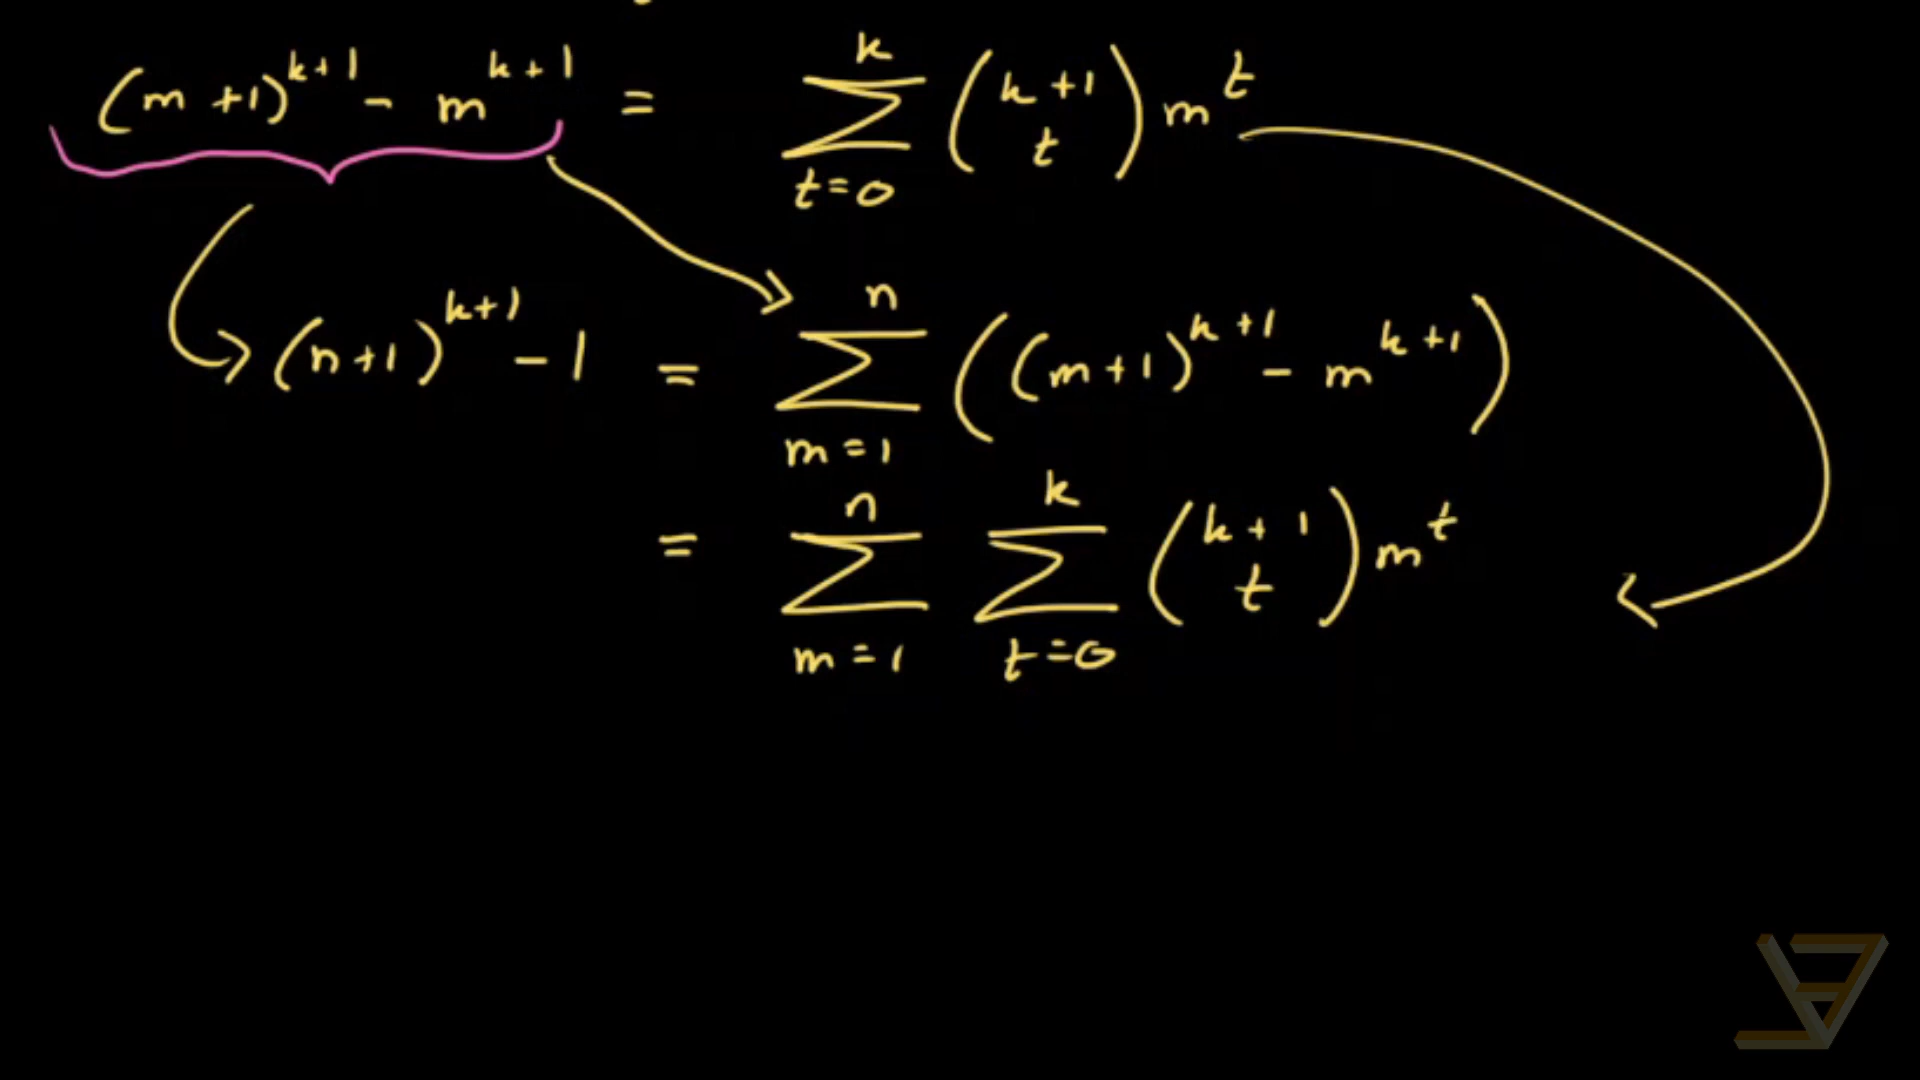 (m+1)^{k+1} - m^{k+1} = \sum_{t=0}^{k} \binom{k+1}{t} m^t
(n+1)^{k+1} - 1 = \sum_{m=1}^{n} ((m+1)^{k+1} - m^{k+1})
= \sum_{m=1}^{n} \sum_{t=0}^{k} \binom{k+1}{t} m^t